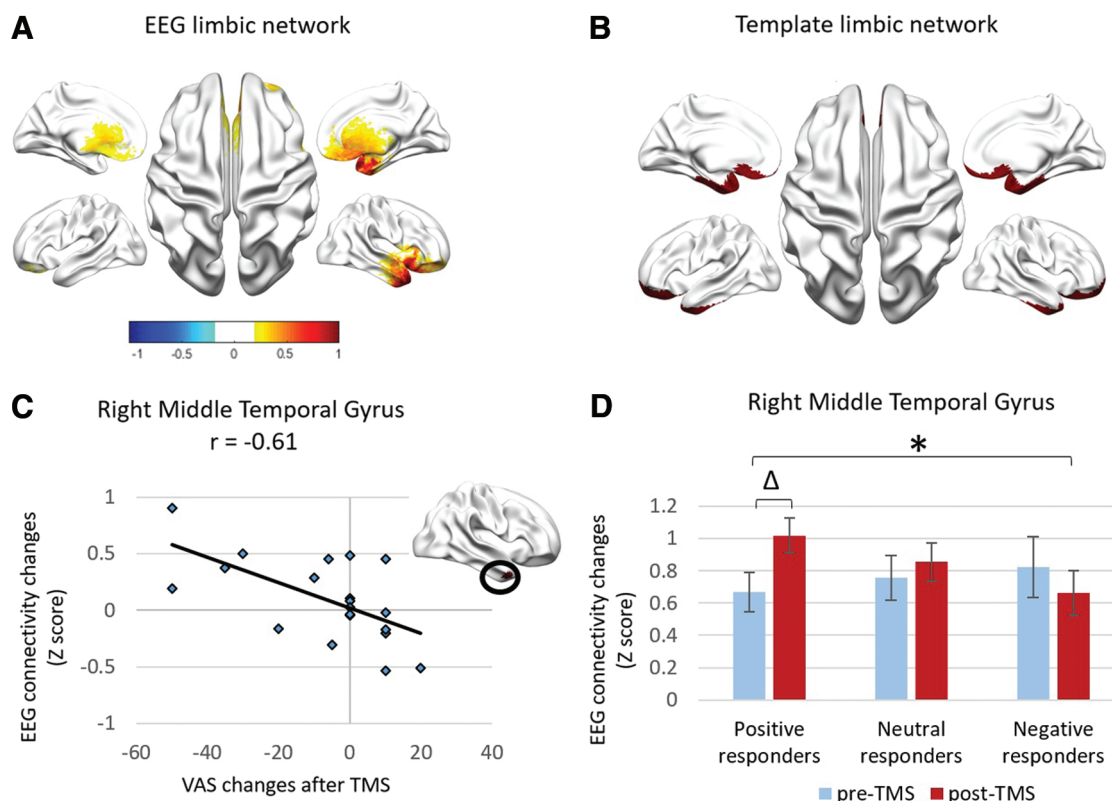 A
EEG limbic network
-1 -0.5 0 0.5 1
B
Template limbic network
C
Right Middle Temporal Gyrus
r = -0.61
EEG connectivity changes
(Z score)
1
0.5
0
-0.5
-1
-60 -40 -20 0 20 40
VAS changes after TMS
D
Right Middle Temporal Gyrus
*
Δ
EEG connectivity changes
(Z score)
1.2
1
0.8
0.6
0.4
0.2
0
Positive responders
Neutral responders
Negative responders
pre-TMS post-TMS